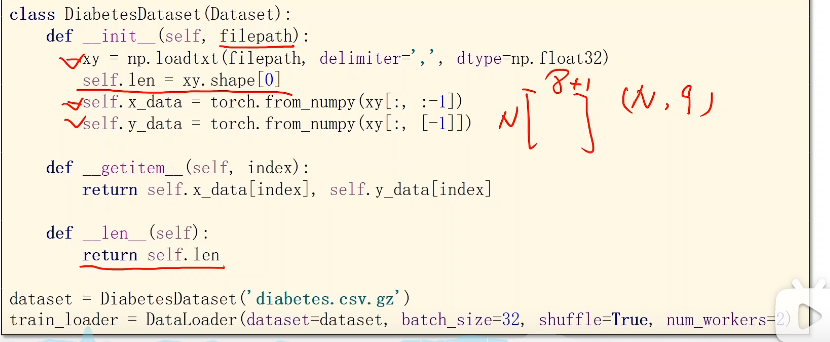 class DiabetesDataset(Dataset):
    def __init__(self, filepath):
        xy = np.loadtxt(filepath, delimiter=',', dtype=np.float32)
        self.len = xy.shape[0]
        self.x_data = torch.from_numpy(xy[:, :-1])
        self.y_data = torch.from_numpy(xy[:, [-1]])
8+1
N
(N, 9)
    def __getitem__(self, index):
        return self.x_data[index], self.y_data[index]
    def __len__(self):
        return self.len
dataset = DiabetesDataset('diabetes.csv.gz')
train_loader = DataLoader(dataset=dataset, batch_size=32, shuffle=True, num_workers=2)